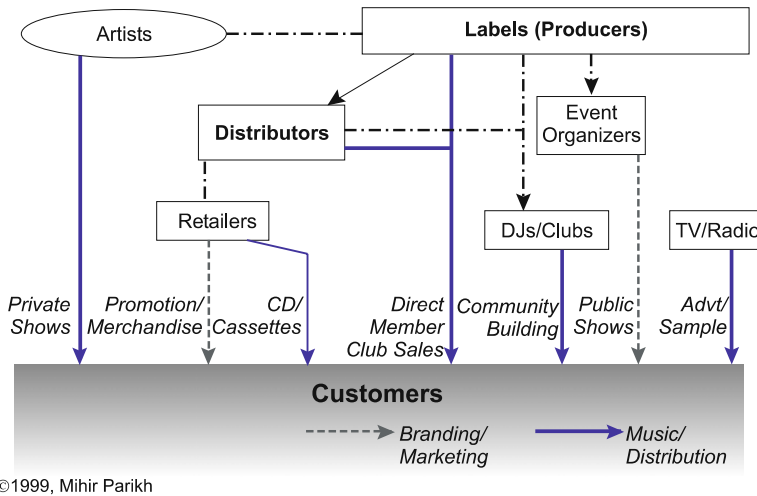 Artists
Labels (Producers)
Distributors
Event
Organizers
Retailers
DJs/Clubs
TV/Radio
Private
Shows
Promotion/
Merchandise
CD/
Cassettes
Direct
Member
Club Sales
Community
Building
Public
Shows
Advt/
Sample
Customers
Branding/
Marketing
Music/
Distribution
©1999, Mihir Parikh